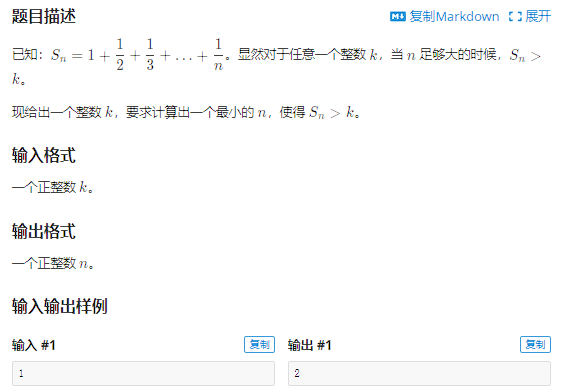 题目描述
复制Markdown 展开
已知：$S_n = 1 + \dfrac{1}{2} + \dfrac{1}{3} + \ldots + \dfrac{1}{n}$。显然对于任意一个整数 $k$，当 $n$ 足够大的时候，$S_n >$
$k$。
现给出一个整数 $k$，要求计算出一个最小的 $n$，使得 $S_n > k$。
输入格式
一个正整数 $k$。
输出格式
一个正整数 $n$。
输入输出样例
输入 #1 复制 输出 #1 复制
1 2